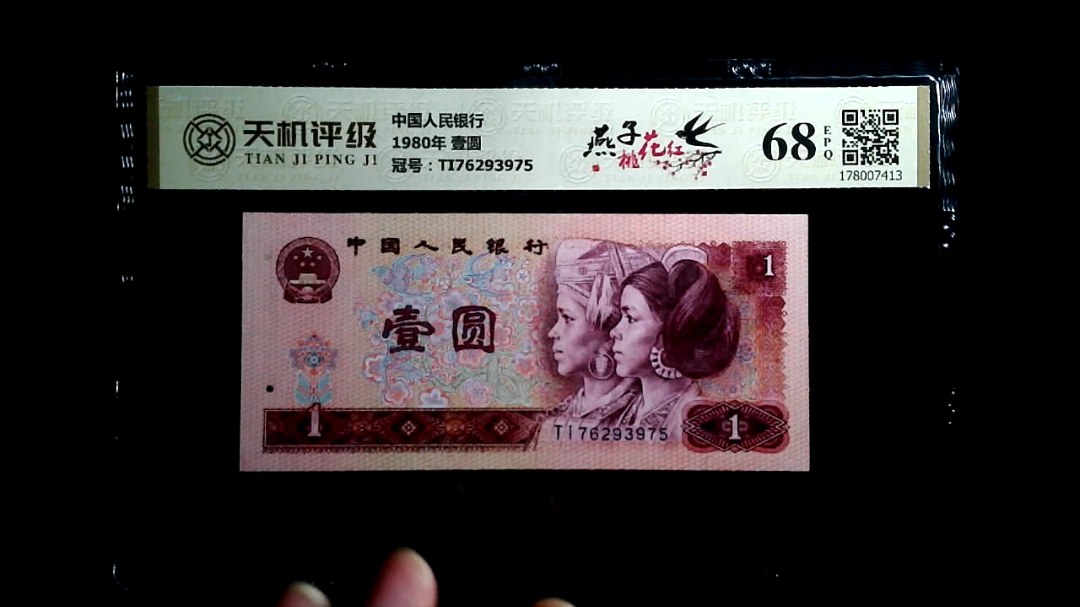 天机评级
TIAN JI PING JI
中国人民银行
1980年 壹圆
冠号：TI76293975
燕子
桃花红
68
EPQ
178007413
中国人民银行
1
壹圆
1
TI76293975
1